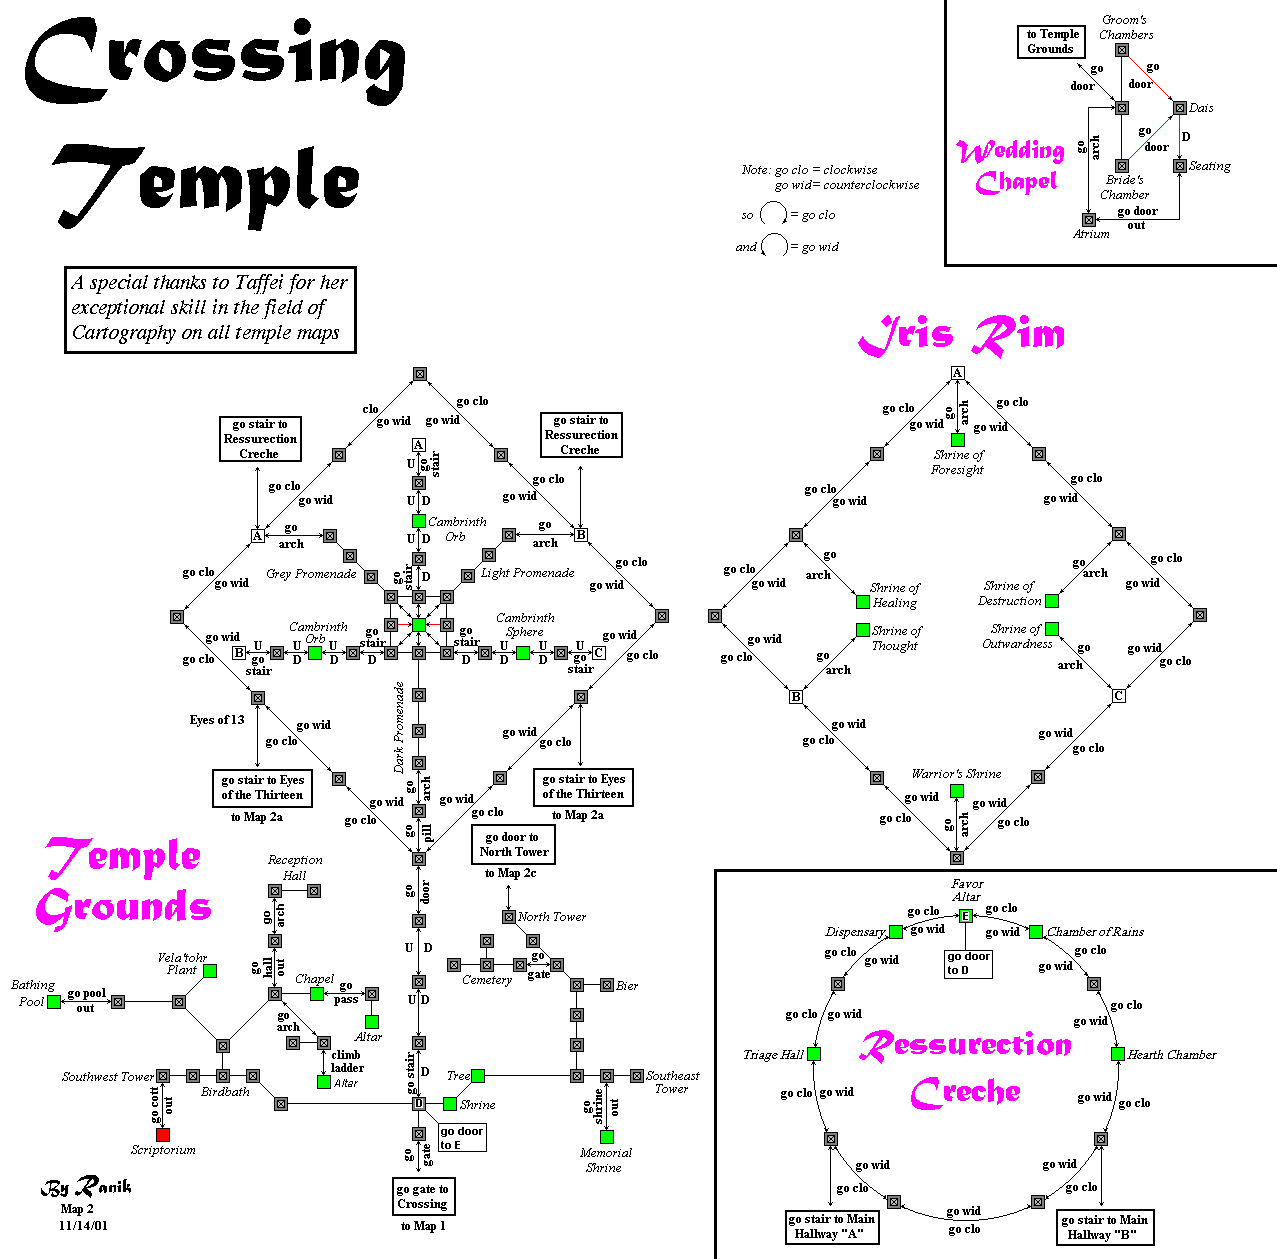 Crossing
Temple
A special thanks to Taffei for her
exceptional skill in the field of
Cartography on all temple maps
Note: go clo = clockwise
go wid= counterclockwise
so = go clo
and = go wid
to Temple
Grounds
Groom's
Chambers
go
door
go
door
Dais
go
arch
go
door
D
Seating
Bride's
Chamber
go door
out
Atrium
Wedding
Chapel
Iris Rim
A
go clo
go wid
go
arch
go clo
go wid
Shrine of
Foresight
go clo
go wid
go clo
go wid
go
arch
Shrine of
Healing
go clo
go wid
Shrine of
Destruction
go
arch
go clo
go wid
Shrine of
Thought
go
arch
go wid
go clo
B
Shrine of
Outwardness
go
arch
go wid
go clo
C
go wid
go clo
go wid
go clo
Warrior's Shrine
go wid
go clo
go
arch
go wid
go clo
clo
go wid
go clo
go wid
go stair to
Ressurection
Creche
go stair to
Ressurection
Creche
A
U
go
stair
U
D
go clo
go wid
go clo
go wid
Cambrinth
Orb
U
D
A
go
arch
go
arch
B
Grey Promenade
go
stair
D
Light Promenade
go clo
go wid
go clo
go wid
Cambrinth
Orb
Cambrinth
Sphere
go wid
go clo
B
U
go
stair
U
D
U
D
go
stair
D
go
stair
D
U
D
U
D
U
go
stair
C
go wid
go clo
Eyes of 13
go wid
go clo
Dark Promenade
go wid
go clo
go stair to Eyes
of the Thirteen
to Map 2a
go stair to Eyes
of the Thirteen
to Map 2a
go
arch
go wid
go clo
go
pill
go wid
go clo
go door to
North Tower
to Map 2c
Temple
Grounds
Reception
Hall
go
arch
go
door
North Tower
go
hall
out
U
D
go
gate
Cemetery
Bier
Vela'tohr
Plant
Bathing
Pool
go pool
out
Chapel
go
pass
Altar
U
D
go
arch
climb
ladder
Altar
go stair
D
Southwest Tower
Birdbath
Tree
Shrine
Southeast
Tower
go cott
out
Scriptorium
D
go door
to E
go
shrine
out
Memorial
Shrine
go
gate
go gate to
Crossing
to Map 1
By Ranik
Map 2
11/14/01
Favor
Altar
E
go clo
go wid
go clo
go wid
Dispensary
Chamber of Rains
go door
to D
go clo
go wid
go clo
go wid
go clo
go wid
go clo
go wid
Ressurection
Creche
Triage Hall
Hearth Chamber
go clo
go wid
go wid
go clo
go wid
go clo
go wid
go clo
go wid
go clo
go stair to Main
Hallway "A"
go stair to Main
Hallway "B"